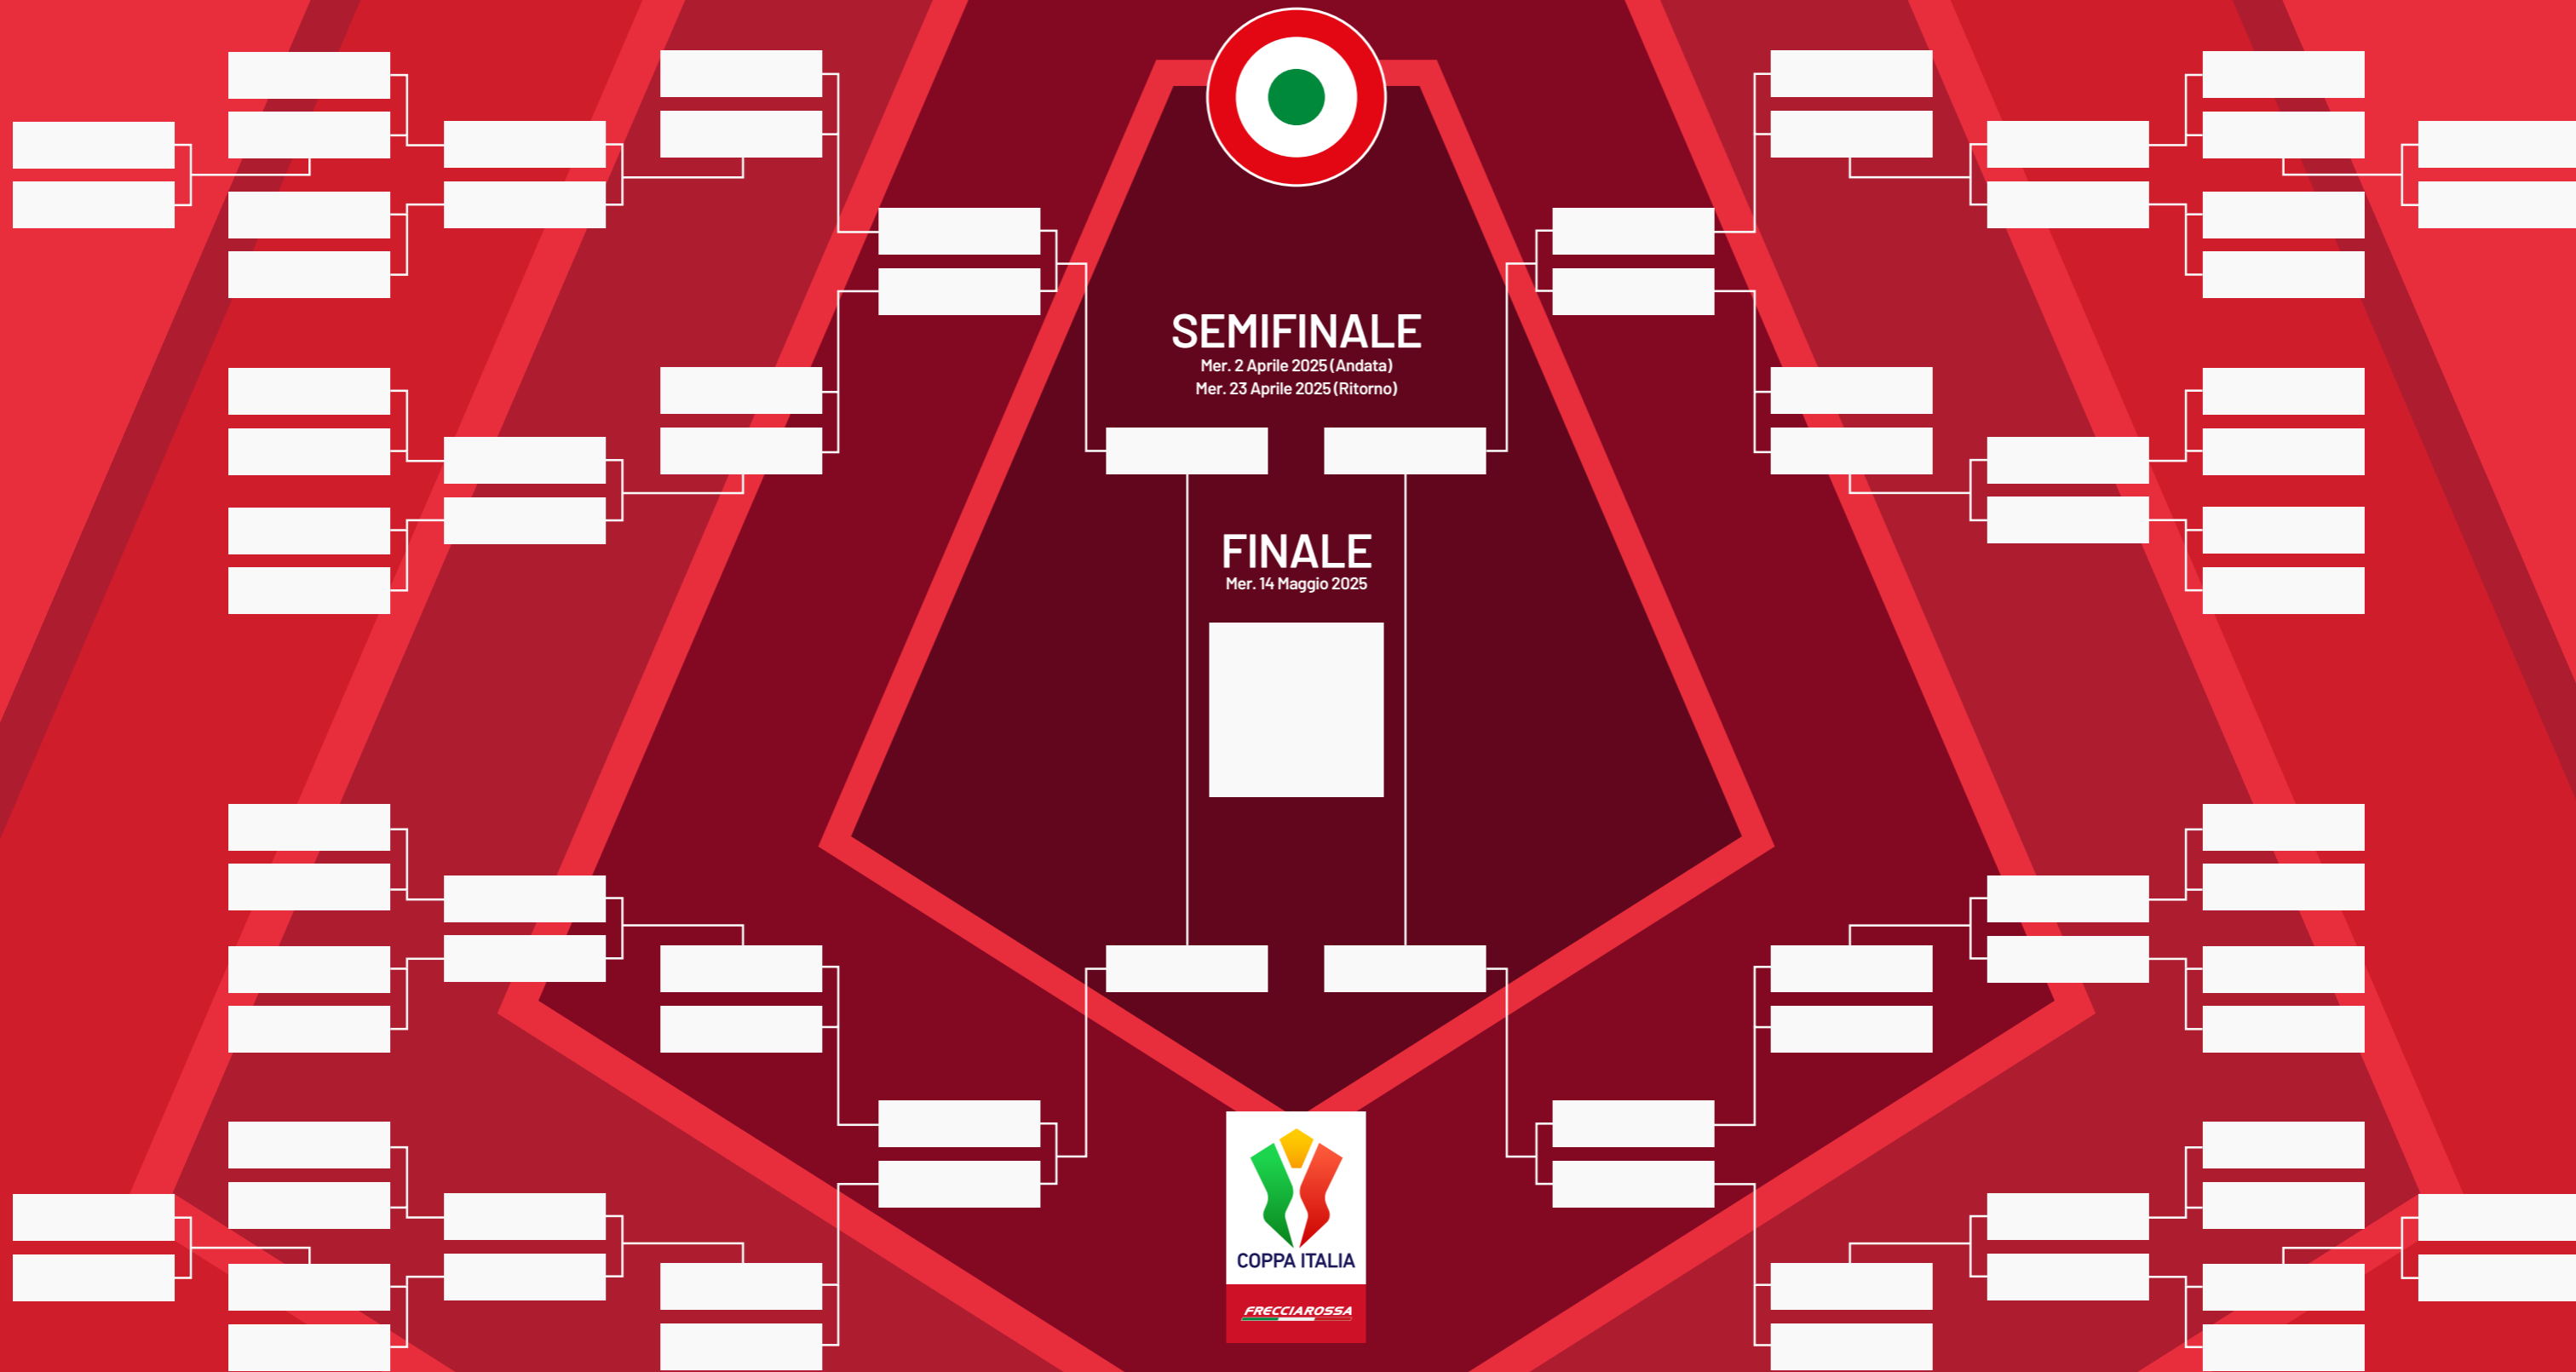 SEMIFINALE
Mer. 2 Aprile 2025 (Andata)
Mer. 23 Aprile 2025 (Ritorno)
FINALE
Mer. 14 Maggio 2025
COPPA ITALIA
FRECCIAROSSA